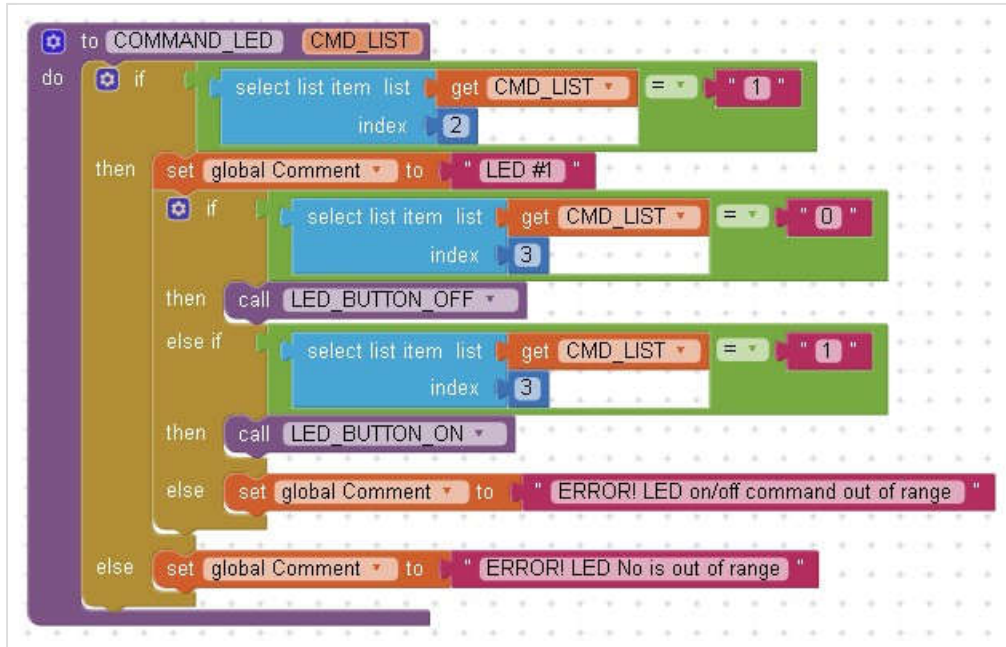 to COMMAND_LED CMD_LIST
do if select list item list get CMD_LIST = " 1 "
index 2
then set global Comment to " LED #1 "
if select list item list get CMD_LIST = " 0 "
index 3
then call LED_BUTTON_OFF
else if select list item list get CMD_LIST = " 1 "
index 3
then call LED_BUTTON_ON
else set global Comment to " ERROR! LED on/off command out of range "
else set global Comment to " ERROR! LED No is out of range "